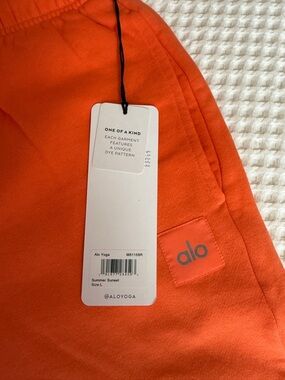 ONE OF A KIND
EACH GARMENT
FEATURES
A UNIQUE
DYE PATTERN
Alo Yoga
Summer Sunset
Size L
@ALOYOGA
alo